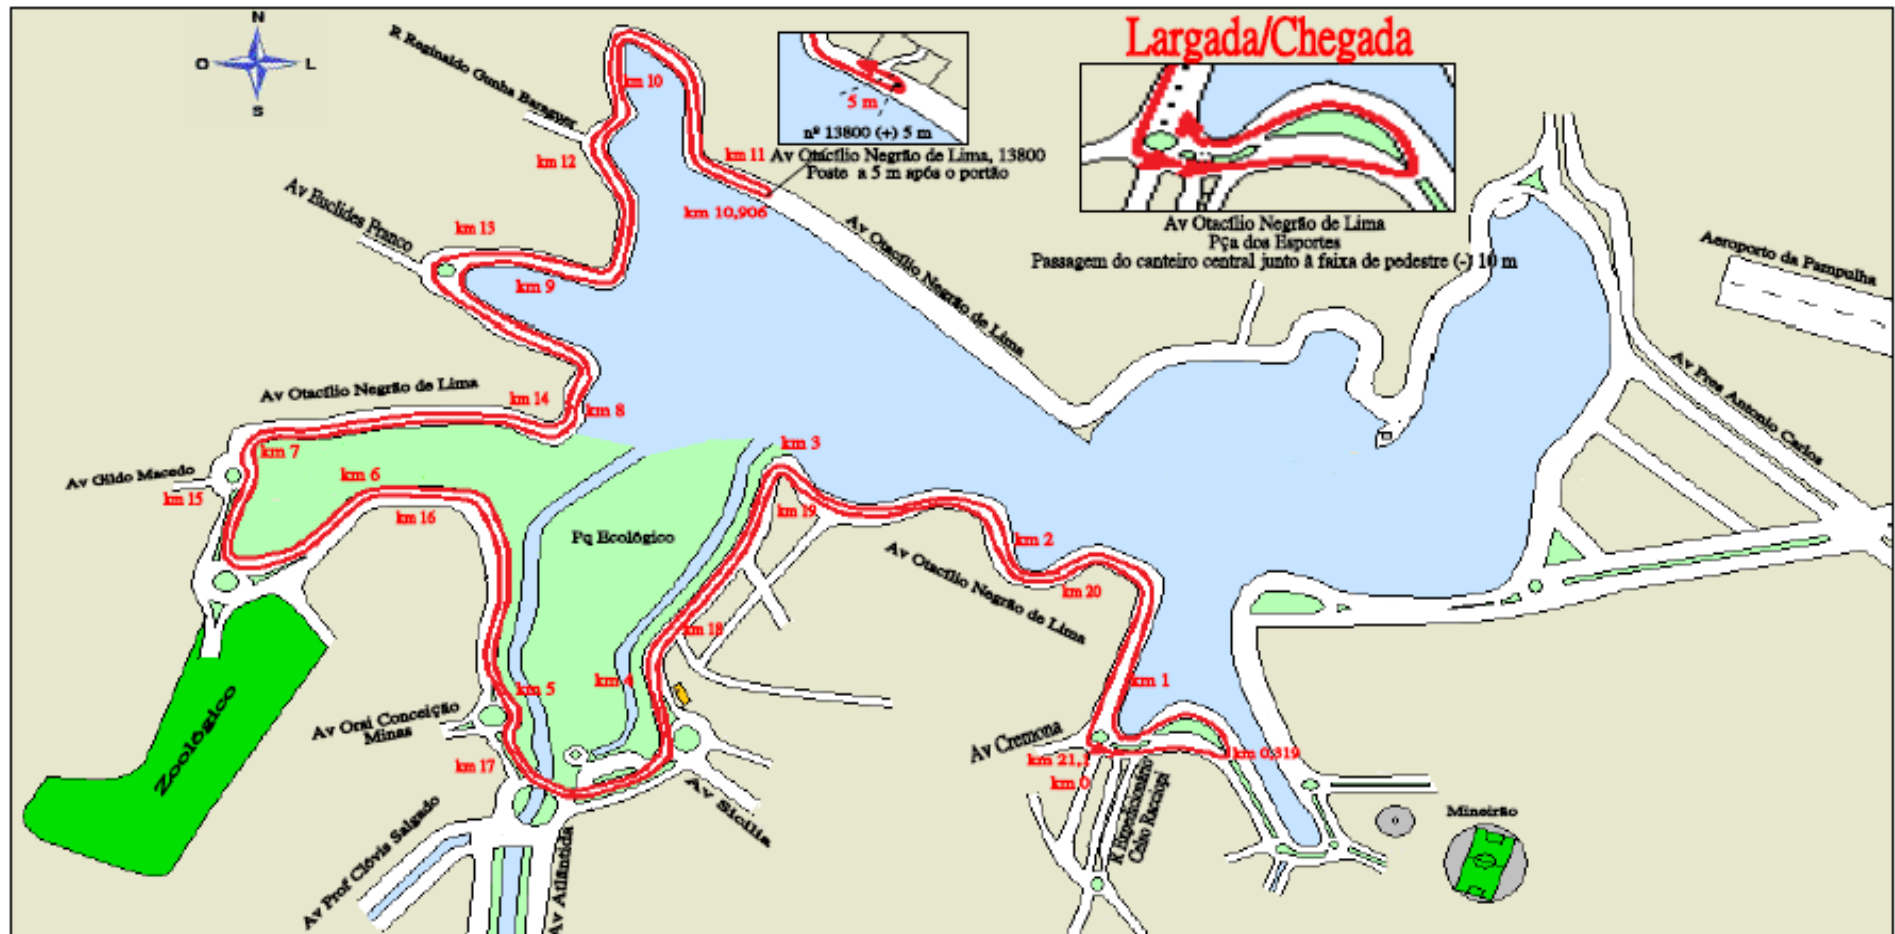 N
O
L
S
Largada/Chegada
R Reginaldo Cunha Baraguer
km 10
5 m
nº 13800 (+) 5 m
km 11
Av Otacílio Negrão de Lima, 13800
Poste a 5 m após o portão
km 10,906
km 12
Av Otacílio Negrão de Lima
Pça dos Esportes
Passagem do canteiro central junto à faixa de pedestre (-) 10 m
Av Euclides Franco
km 13
km 9
Av Otacílio Negrão de Lima
Aeroporto da Pampulha
Av Pres Antonio Carlos
Av Otacílio Negrão de Lima
km 14
km 8
km 7
km 3
km 6
Av Gildo Macedo
km 15
km 16
km 19
Pq Ecológico
km 2
Av Otacílio Negrão de Lima
km 20
km 18
km 4
km 5
km 1
Zoológico
Av Orai Conceição
Minas
km 17
Av Cremona
km 21,1
km 0
km 0,319
R Expedicionário
Célio Racciopi
Av Sicília
Mineirão
Av Prof Clóvis Salgado
Av Atlântida